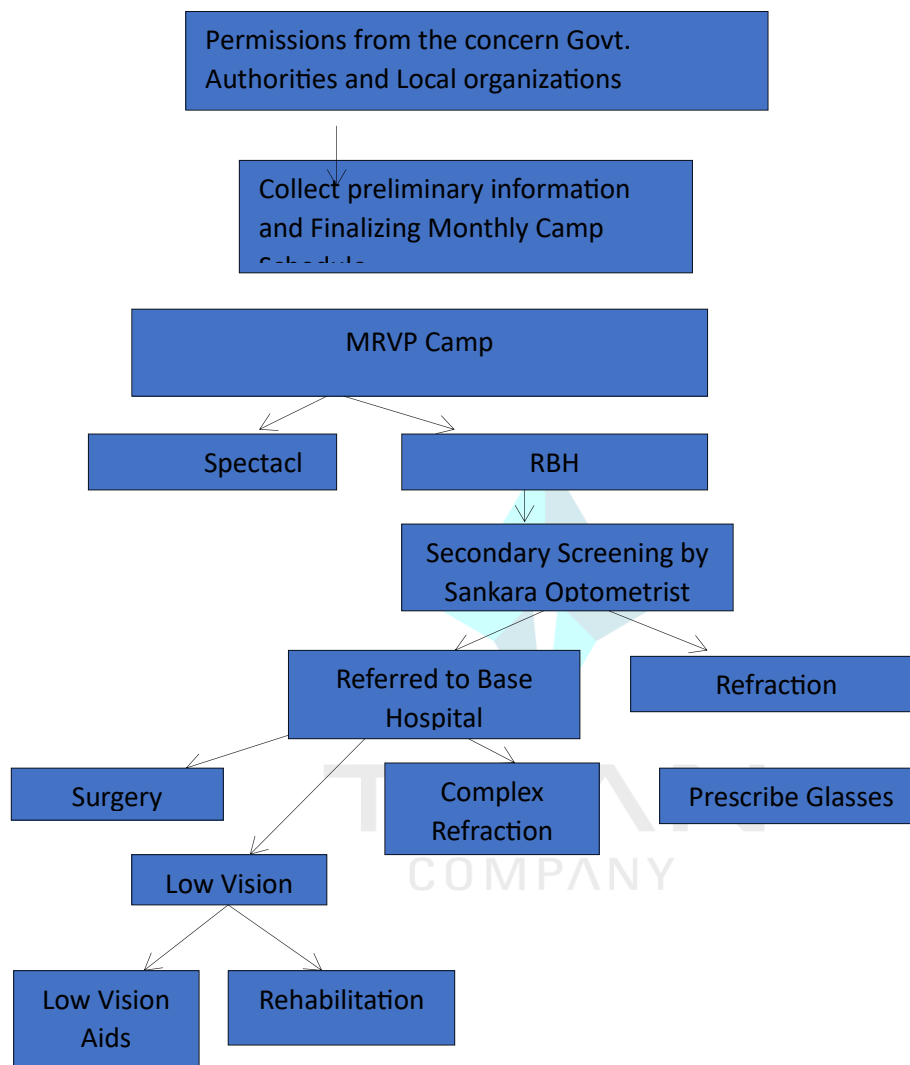 Permissions from the concern Govt.
Authorities and Local organizations
Collect preliminary information
and Finalizing Monthly Camp
Schedule
MRVP Camp
Spectacl
RBH
Secondary Screening by
Sankara Optometrist
Referred to Base
Hospital
Refraction
Surgery
Complex
Refraction
Prescribe Glasses
Low Vision
COMPANY
Low Vision
Aids
Rehabilitation